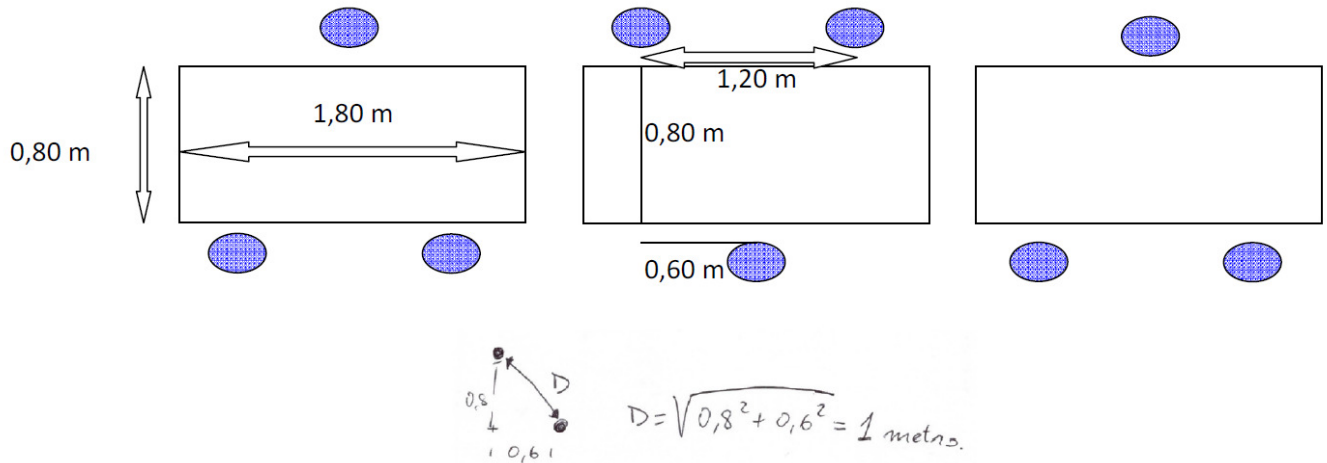 1,20 m
1,80 m
0,80 m
0,80 m
0,60 m
D
0,8
0,6
D = √0,8² + 0,6² = 1 metro.